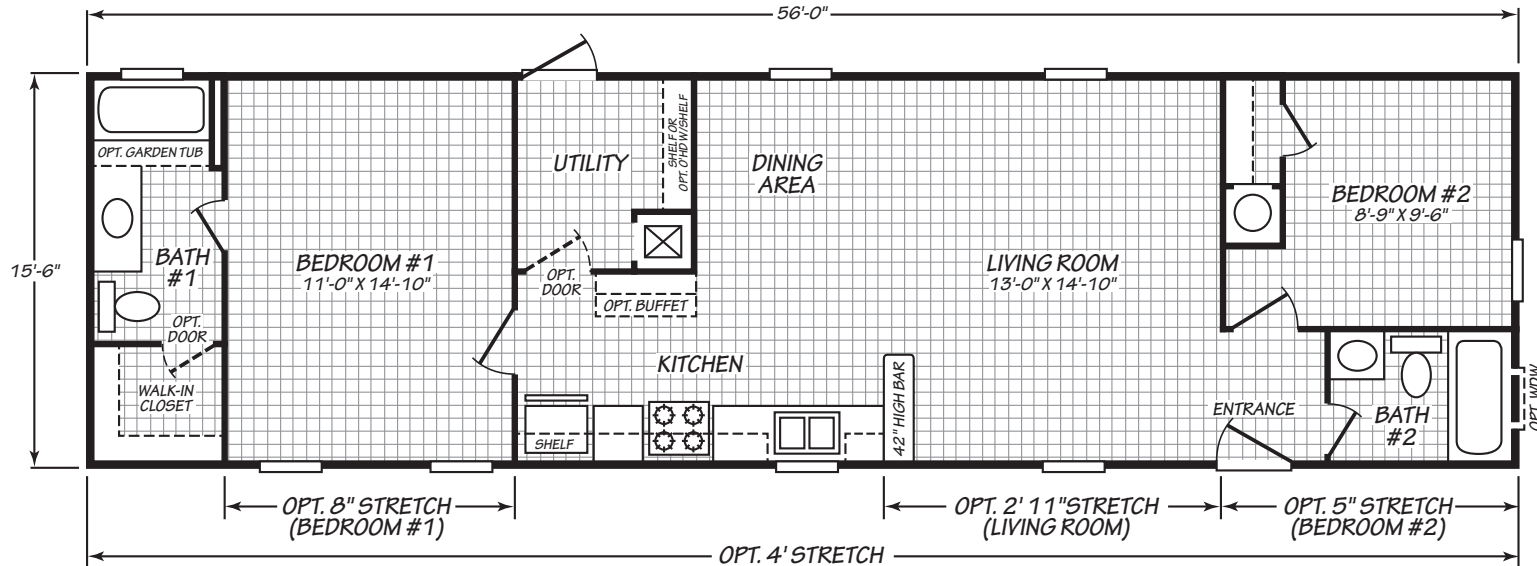 56'-0"
15'-6"
OPT. GARDEN TUB
BATH
#1
OPT.
DOOR
WALK-IN
CLOSET
BEDROOM #1
11'-0" X 14'-10"
UTILITY
SHELF OR
OPT. O'HD W/SHELF
OPT.
DOOR
OPT. BUFFET
KITCHEN
SHELF
DINING
AREA
42" HIGH BAR
LIVING ROOM
13'-0" X 14'-10"
ENTRANCE
BEDROOM #2
8'-9" X 9'-6"
BATH
#2
OPT. WDW
OPT. 8" STRETCH
(BEDROOM #1)
OPT. 2' 11"STRETCH
(LIVING ROOM)
OPT. 5" STRETCH
(BEDROOM #2)
OPT. 4' STRETCH